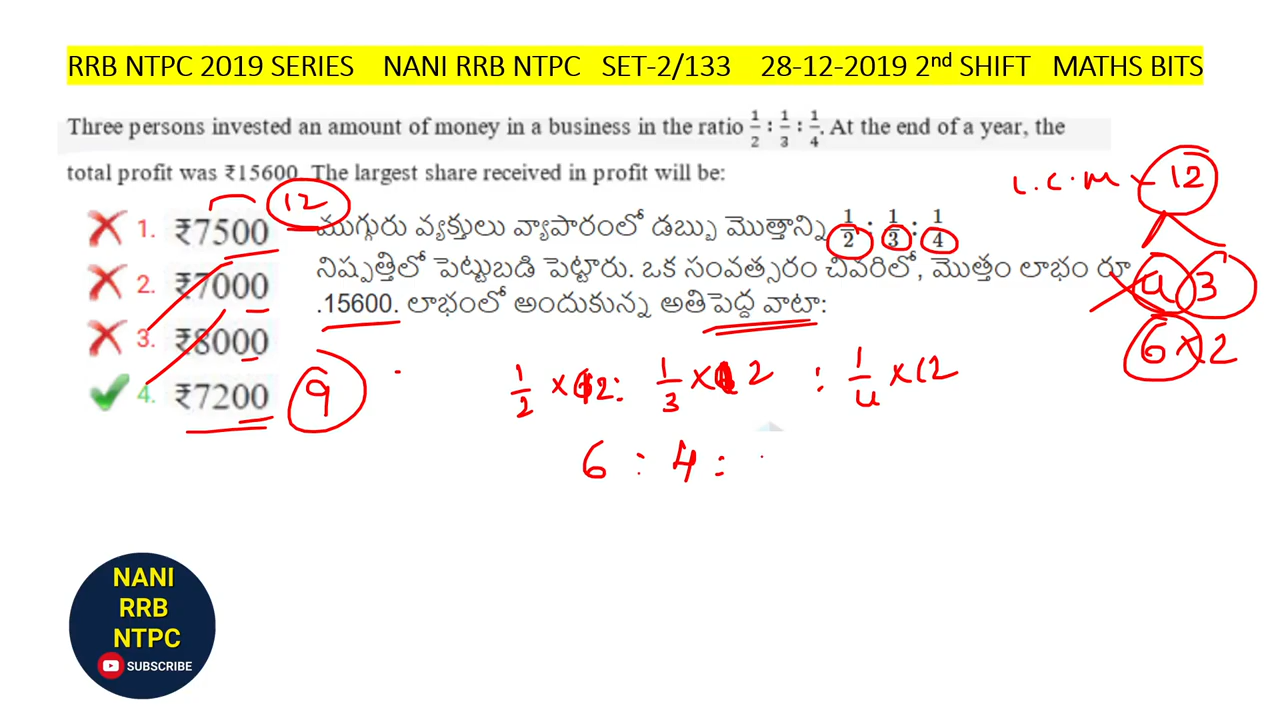 RRB NTPC 2019 SERIES NANI RRB NTPC SET-2/133 28-12-2019 2nd SHIFT MATHS BITS
Three persons invested an amount of money in a business in the ratio 1/2 : 1/3 : 1/4. At the end of a year, the
total profit was ₹15600. The largest share received in profit will be:
L.C.M - 12
1. ₹7500
12
2. ₹7000
3. ₹8000
4. ₹7200
9
ముగ్గురు వ్యక్తులు వ్యాపారంలో డబ్బు మొత్తాన్ని 1/2 : 1/3 : 1/4
నిష్పత్తిలో పెట్టుబడి పెట్టారు. ఒక సంవత్సరం చివరిలో, మొత్తం లాభం రూ
.15600. లాభంలో అందుకున్న అతిపెద్ద వాటా:
4 3
6 × 2
1/2 × 12 : 1/3 × 12 : 1/4 × 12
6 : 4 :
NANI
RRB
NTPC
SUBSCRIBE